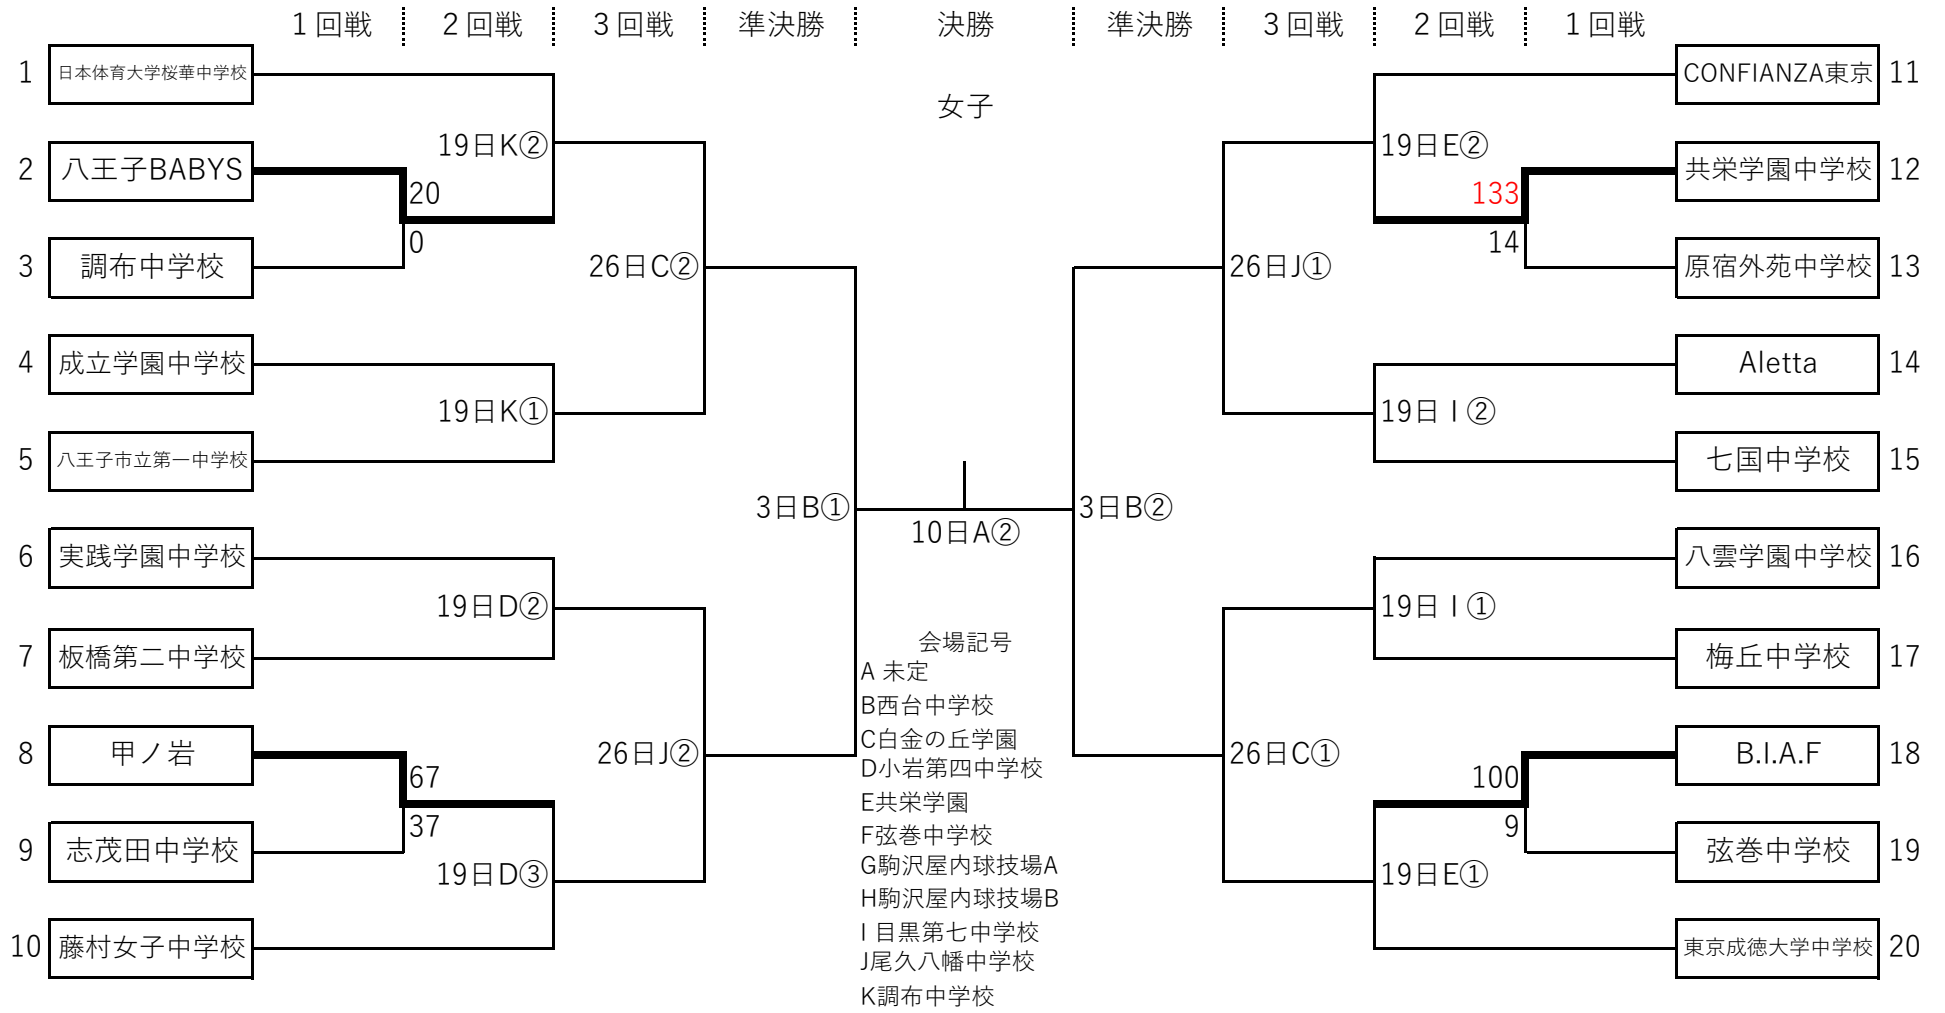 1回戦 2回戦 3回戦 準決勝 決勝 準決勝 3回戦 2回戦 1回戦
女子
1 日本体育大学桜華中学校
2 八王子BABYS
3 調布中学校
4 成立学園中学校
5 八王子市立第一中学校
6 実践学園中学校
7 板橋第二中学校
8 甲ノ岩
9 志茂田中学校
10 藤村女子中学校
19日K②
20
0
26日C②
19日K①
3日B①
19日D②
26日J②
67
37
19日D③
10日A②
会場記号
A 未定
B西台中学校
C白金の丘学園
D小岩第四中学校
E共栄学園
F弦巻中学校
G駒沢屋内球技場A
H駒沢屋内球技場B
I 目黒第七中学校
J尾久八幡中学校
K調布中学校
19日E②
133
14
26日J①
19日I②
3日B②
19日I①
26日C①
100
9
19日E①
CONFIANZA東京 11
共栄学園中学校 12
原宿外苑中学校 13
Aletta 14
七国中学校 15
八雲学園中学校 16
梅丘中学校 17
B.I.A.F 18
弦巻中学校 19
東京成徳大学中学校 20